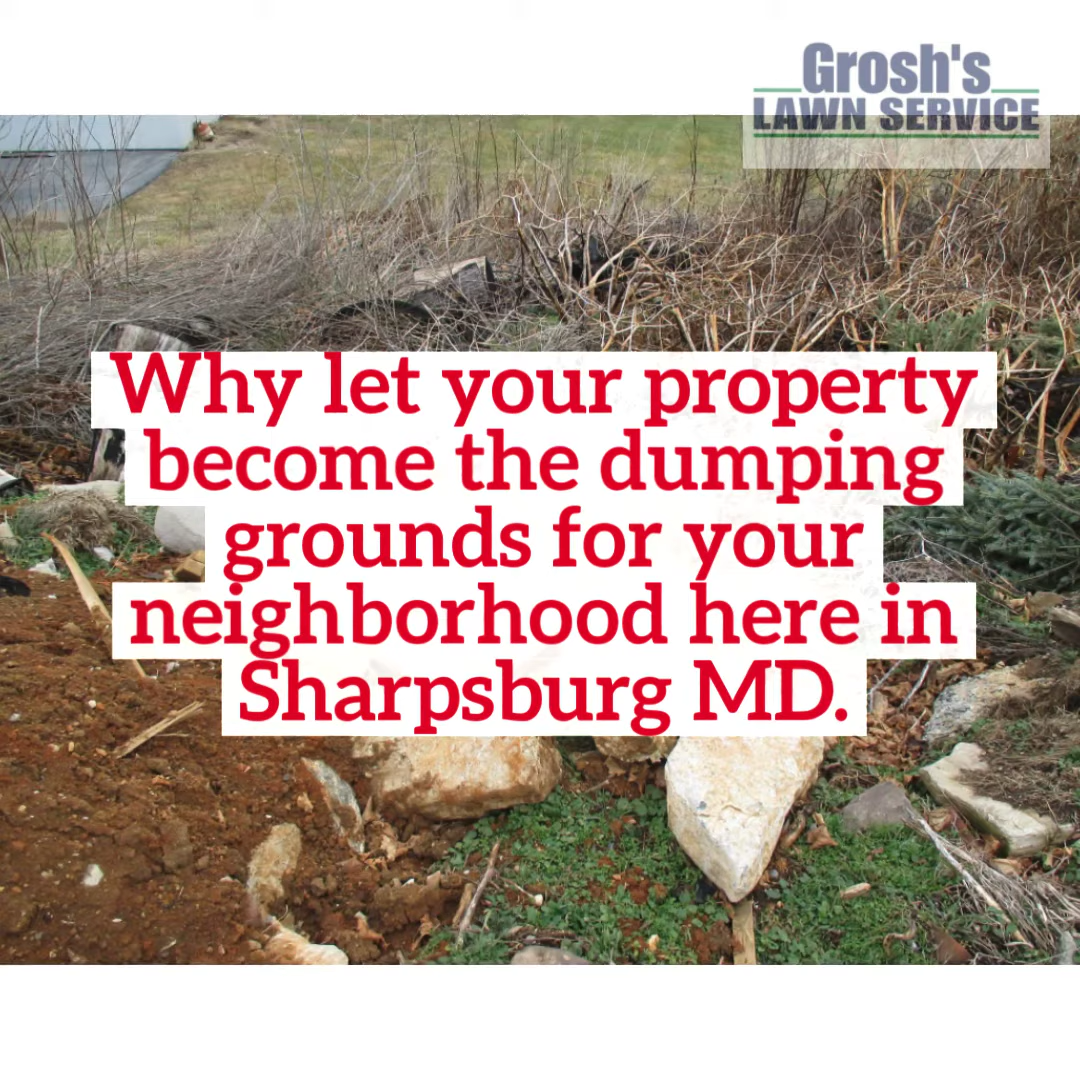 Grosh's
LAWN SERVICE
Why let your property
become the dumping
grounds for your
neighborhood here in
Sharpsburg MD.